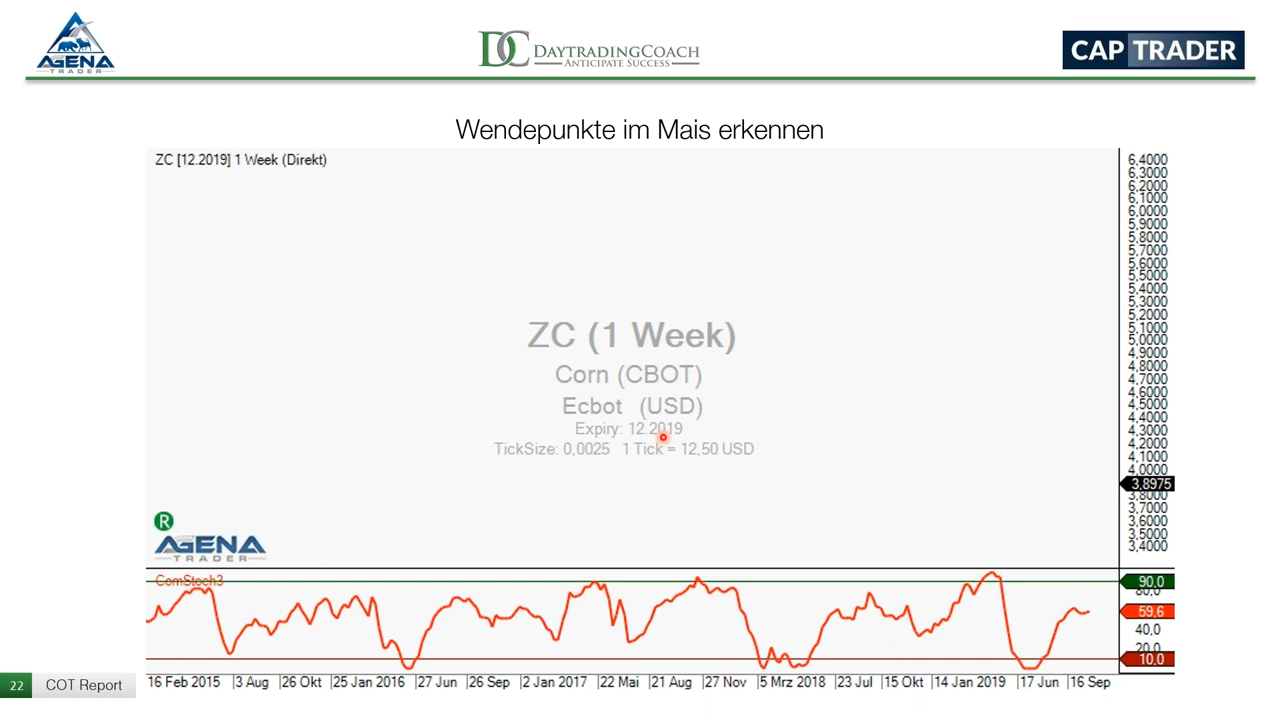 AGENA
TRADER
DC DAYTRADINGCOACH
ANTICIPATE SUCCESS
CAP TRADER
Wendepunkte im Mais erkennen
ZC [12.2019] 1 Week (Direkt)
6,4000
6,3000
6,2000
6,1000
6,0000
5,9000
5,8000
5,7000
5,6000
5,5000
5,4000
5,3000
5,2000
5,1000
5,0000
4,9000
4,8000
4,7000
4,6000
4,5000
4,4000
4,3000
4,2000
4,1000
4,0000
3,8975
3,8000
3,7000
3,6000
3,5000
3,4000
ZC (1 Week)
Corn (CBOT)
Ecbot (USD)
Expiry: 12.2019
TickSize: 0,0025 1 Tick = 12,50 USD
R
AGENA
TRADER
ComStoch3
90,0
80,0
59,6
40,0
20,0
10,0
16 Feb 2015 3 Aug 26 Okt 25 Jan 2016 27 Jun 26 Sep 2 Jan 2017 22 Mai 21 Aug 27 Nov 5 Mrz 2018 23 Jul 15 Okt 14 Jan 2019 17 Jun 16 Sep
22 COT Report